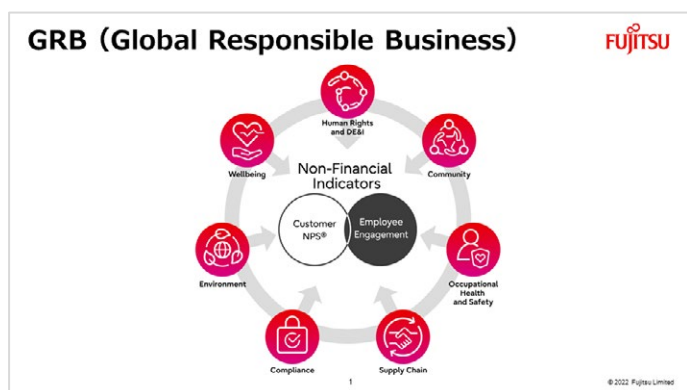 GRB（Global Responsible Business）
FUJITSU
Human Rights
and DE&I
Wellbeing
Community
Non-Financial
Indicators
Customer
NPS®
Employee
Engagement
Environment
Occupational
Health
and Safety
Compliance
Supply Chain
1
© 2022 Fujitsu Limited